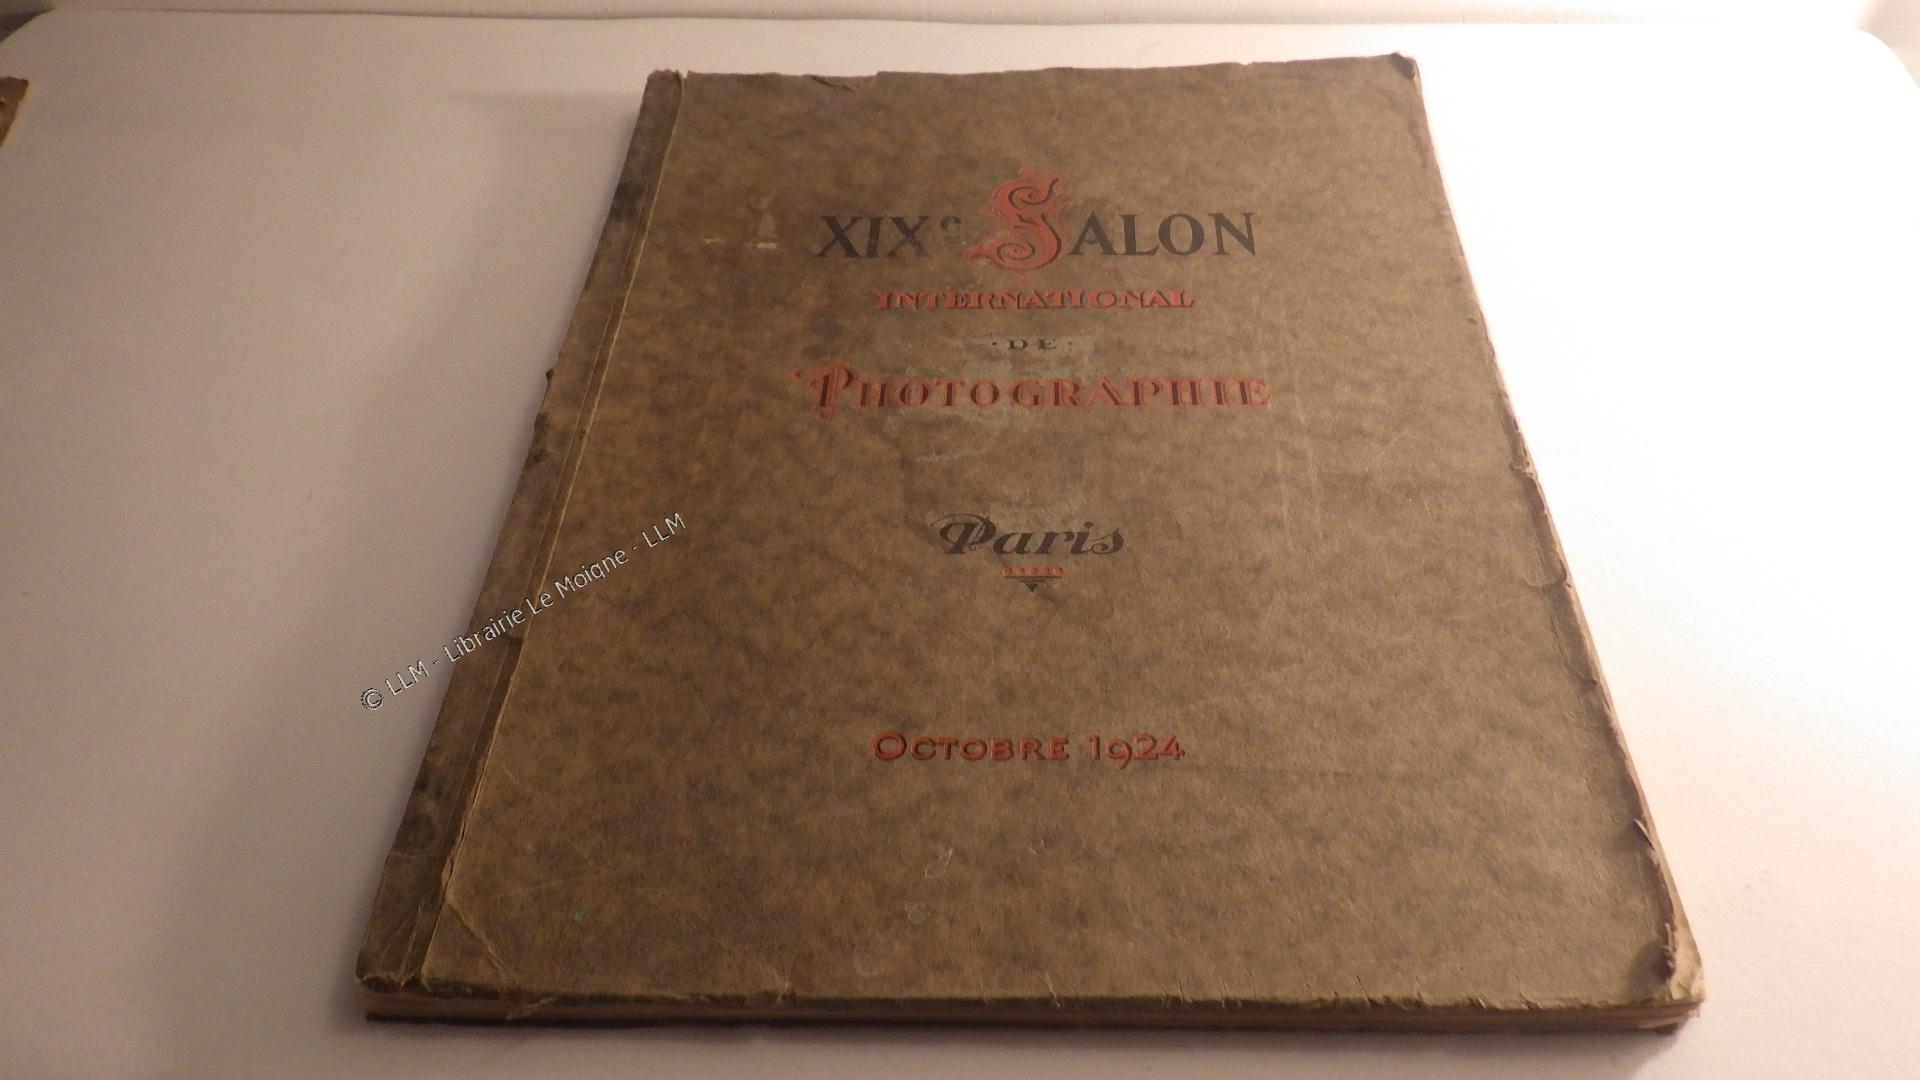 XIXe SALON
INTERNATIONAL
· DE ·
PHOTOGRAPHIE
Paris
OCTOBRE 1924
© LLM - Librairie Le Moigne - LLM